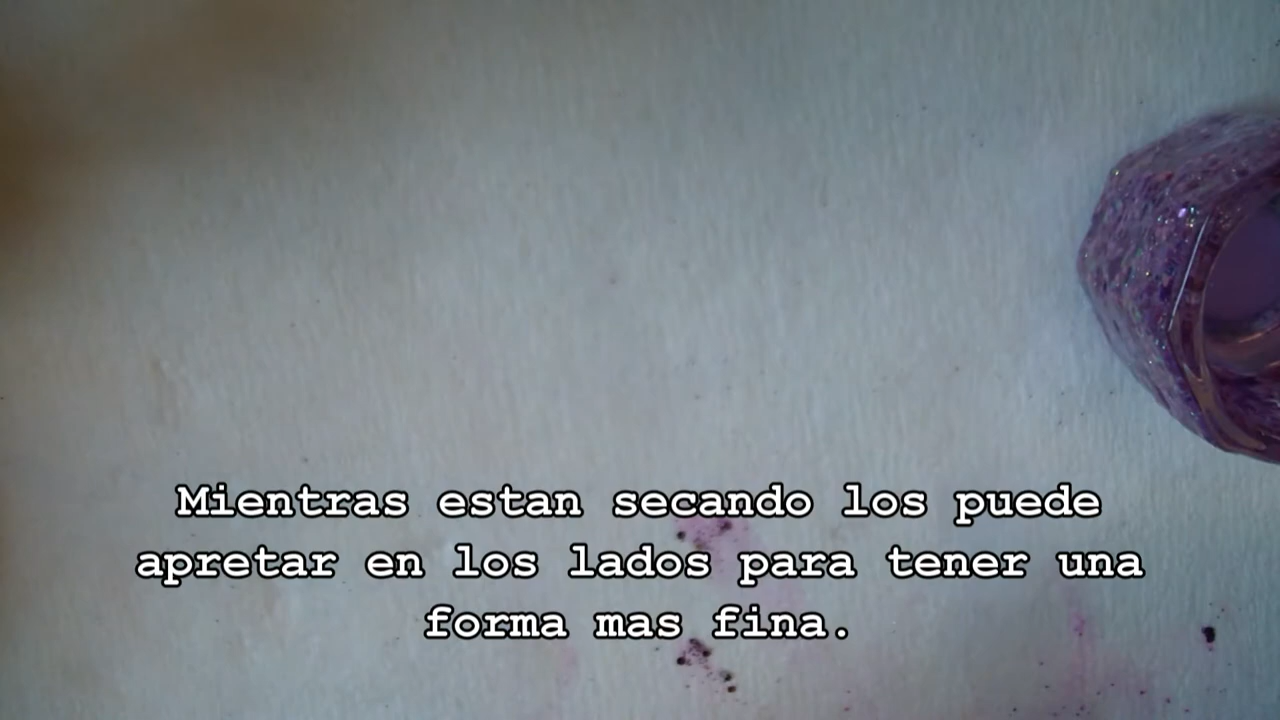 Mientras estan secando los puede
apretar en los lados para tener una
forma mas fina.